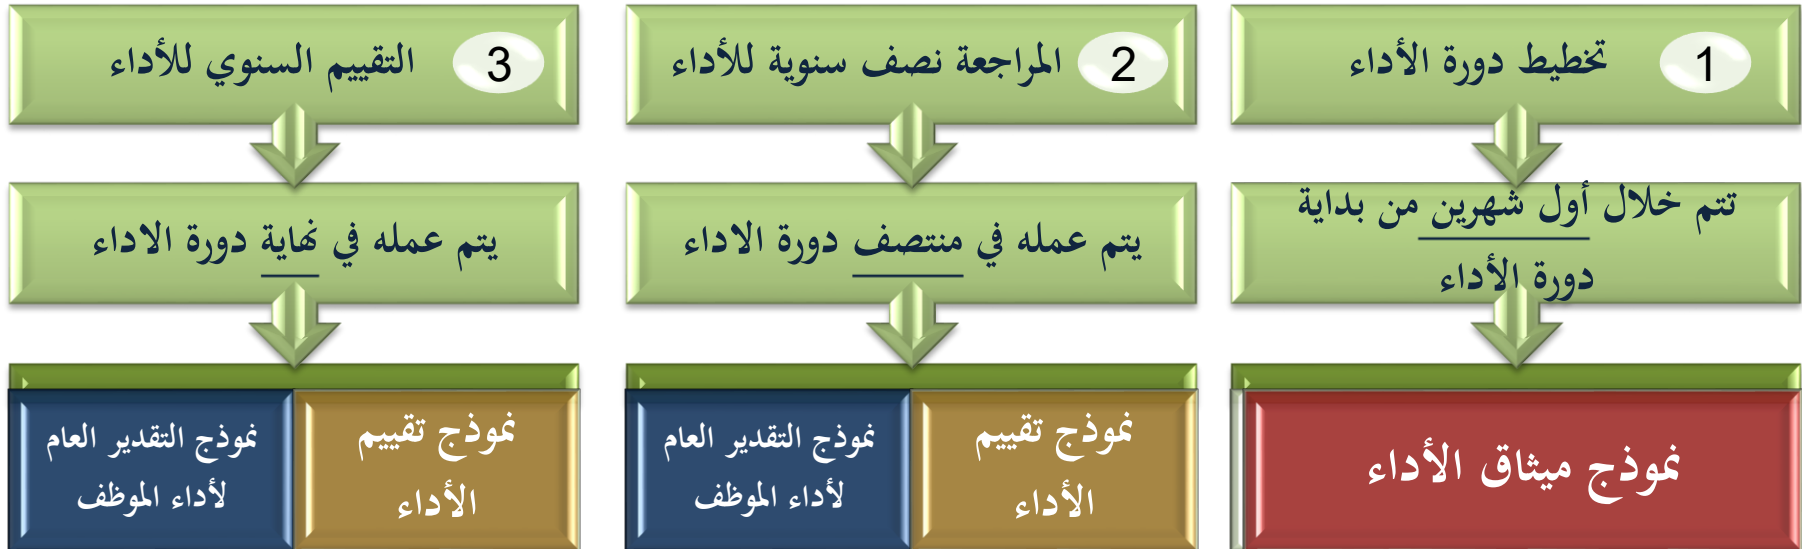 1
تخطيط دورة الأداء
تتم خلال أول شهرين من بداية
دورة الأداء
نموذج ميثاق الأداء
2
المراجعة نصف سنوية للأداء
يتم عمله في منتصف دورة الاداء
نموذج تقييم
الأداء
نموذج التقدير العام
لأداء الموظف
3
التقييم السنوي للأداء
يتم عمله في نهاية دورة الاداء
نموذج تقييم
الأداء
نموذج التقدير العام
لأداء الموظف